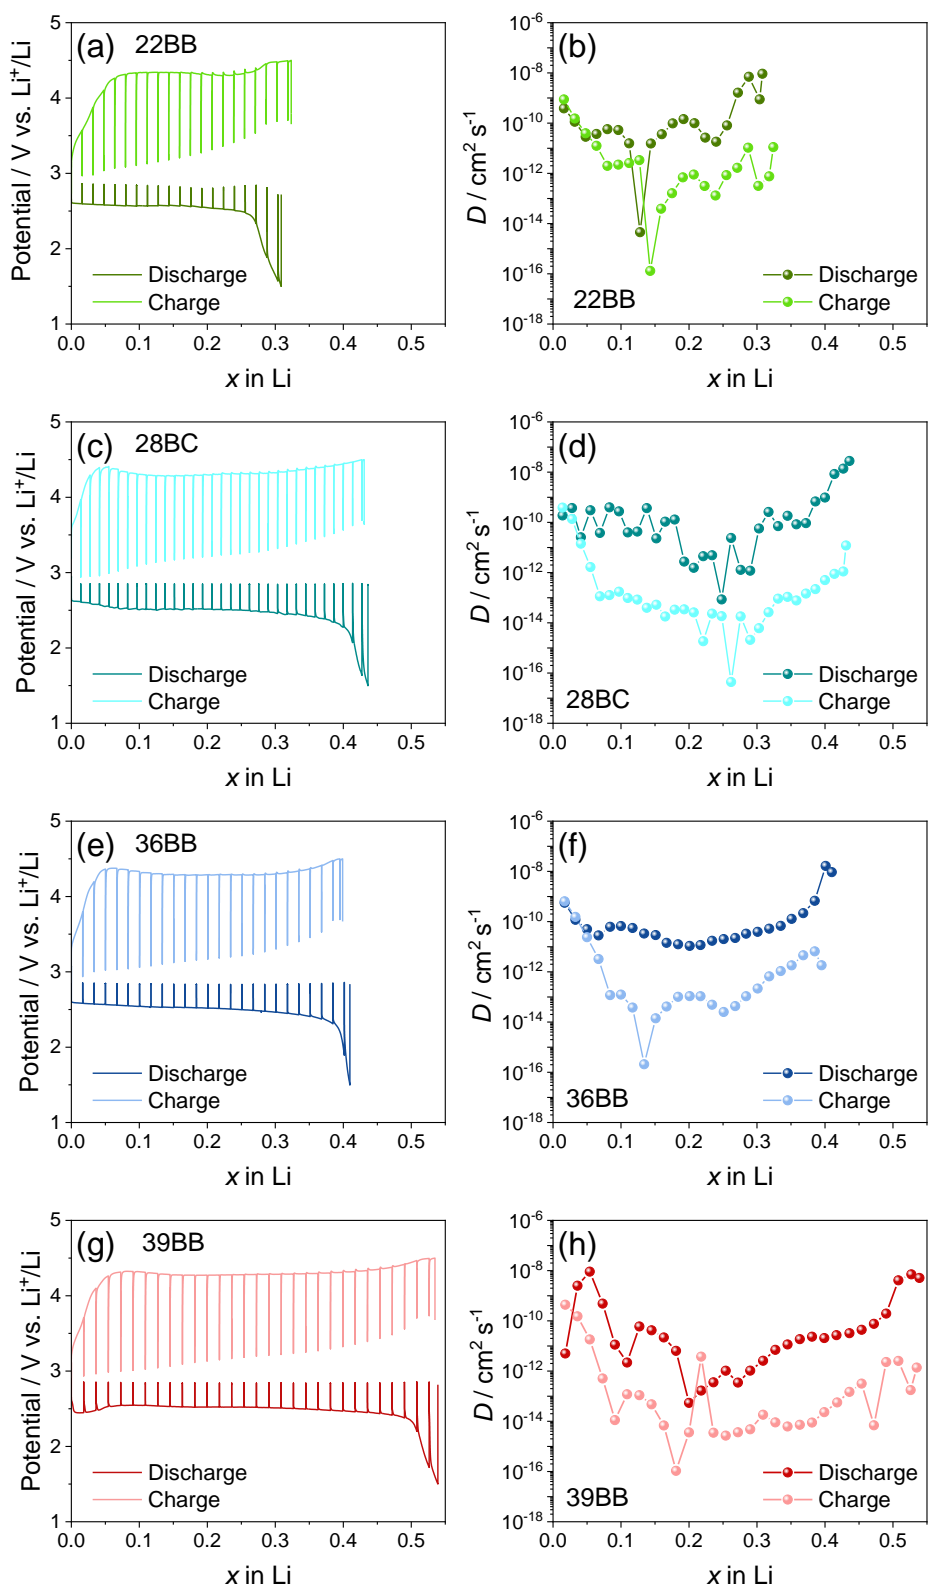 (a) 22BB
Potential / V vs. Li⁺/Li
5
4
3
2
1
Discharge
Charge
0.0 0.1 0.2 0.3 0.4 0.5
x in Li
(b)
D / cm² s⁻¹
10⁻⁶
10⁻⁸
10⁻¹⁰
10⁻¹²
10⁻¹⁴
10⁻¹⁶
10⁻¹⁸
Discharge
Charge
22BB
0.0 0.1 0.2 0.3 0.4 0.5
x in Li
(c) 28BC
Potential / V vs. Li⁺/Li
5
4
3
2
1
Discharge
Charge
0.0 0.1 0.2 0.3 0.4 0.5
x in Li
(d)
D / cm² s⁻¹
10⁻⁶
10⁻⁸
10⁻¹⁰
10⁻¹²
10⁻¹⁴
10⁻¹⁶
10⁻¹⁸
Discharge
Charge
28BC
0.0 0.1 0.2 0.3 0.4 0.5
x in Li
(e) 36BB
Potential / V vs. Li⁺/Li
5
4
3
2
1
Discharge
Charge
0.0 0.1 0.2 0.3 0.4 0.5
x in Li
(f)
D / cm² s⁻¹
10⁻⁶
10⁻⁸
10⁻¹⁰
10⁻¹²
10⁻¹⁴
10⁻¹⁶
10⁻¹⁸
Discharge
Charge
36BB
0.0 0.1 0.2 0.3 0.4 0.5
x in Li
(g) 39BB
Potential / V vs. Li⁺/Li
5
4
3
2
1
Discharge
Charge
0.0 0.1 0.2 0.3 0.4 0.5
x in Li
(h)
D / cm² s⁻¹
10⁻⁶
10⁻⁸
10⁻¹⁰
10⁻¹²
10⁻¹⁴
10⁻¹⁶
10⁻¹⁸
Discharge
Charge
39BB
0.0 0.1 0.2 0.3 0.4 0.5
x in Li